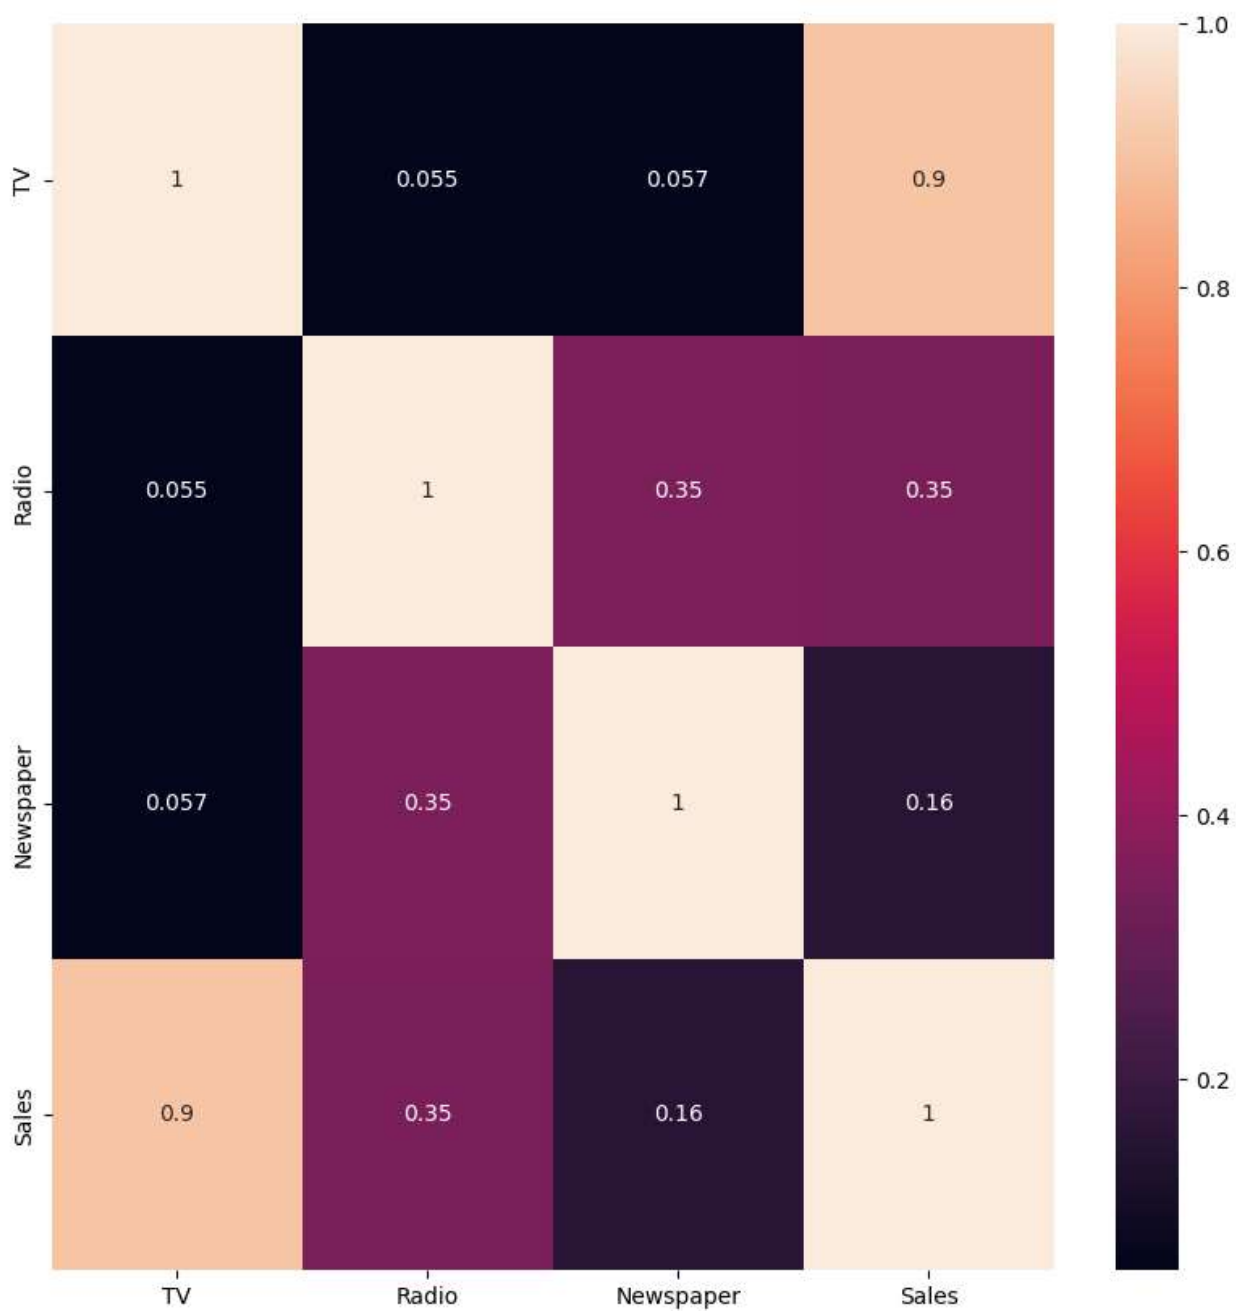 1.0
TV
1 0.055 0.057 0.9
0.8
Radio
0.055 1 0.35 0.35
0.6
Newspaper
0.057 0.35 1 0.16
0.4
Sales
0.9 0.35 0.16 1
0.2
TV Radio Newspaper Sales